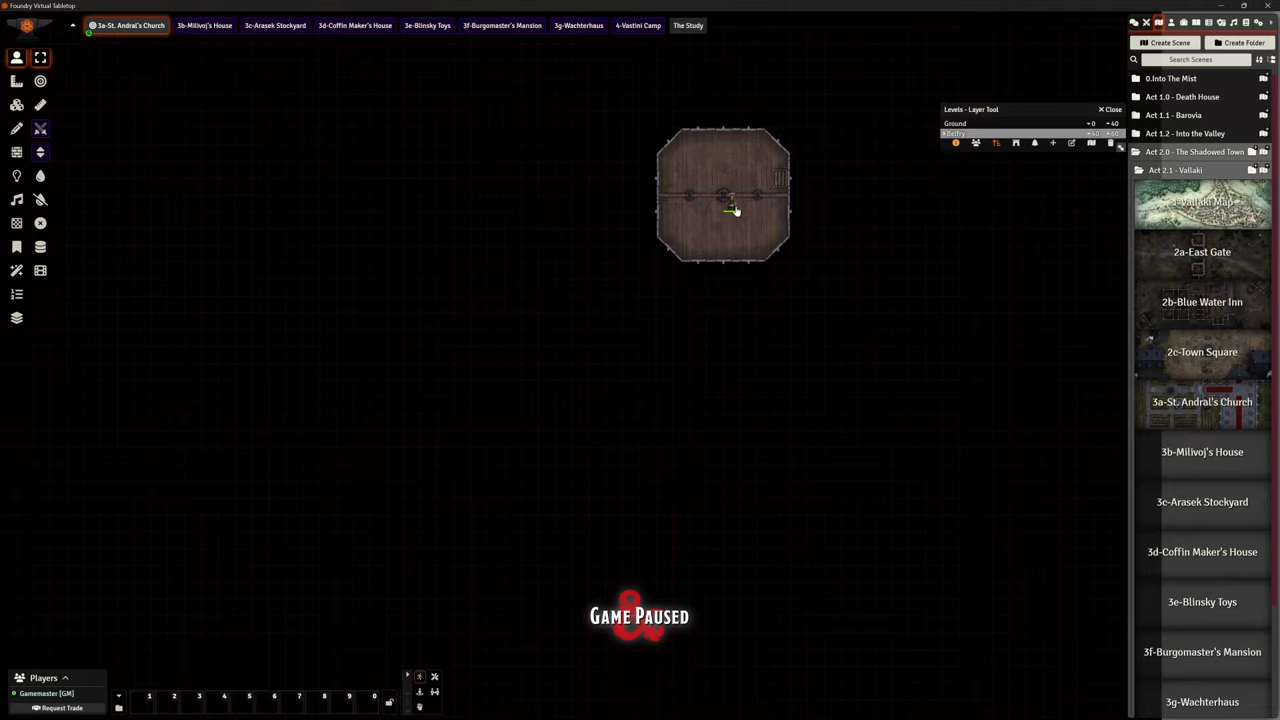 Foundry Virtual Tabletop
3a-St. Andral's Church
3b-Milivoj's House
3c-Arasek Stockyard
3d-Coffin Maker's House
3e-Blinsky Toys
3f-Burgomaster's Mansion
3g-Wachterhaus
4-Vastini Camp
The Study
Create Scene
Create Folder
Search Scenes
0.Into The Mist
Act 1.0 - Death House
Act 1.1 - Barovia
Act 1.2 - Into the Valley
Act 2.0 - The Shadowed Town
Act 2.1 - Vallaki
1-Vallaki Map
2a-East Gate
2b-Blue Water Inn
2c-Town Square
3a-St. Andral's Church
3b-Milivoj's House
3c-Arasek Stockyard
3d-Coffin Maker's House
3e-Blinsky Toys
3f-Burgomaster's Mansion
3g-Wachterhaus
Levels - Layer Tool
Close
Ground 0 40
Belfry 40 60
Game Paused
Players
Gamemaster [GM]
Request Trade
1 2 3 4 5 6 7 8 9 0